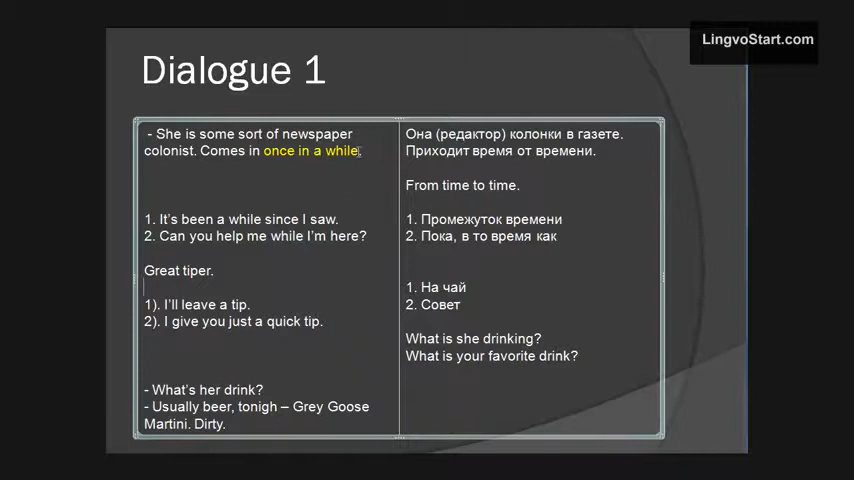 LingvoStart.com
Dialogue 1
- She is some sort of newspaper
colonist. Comes in once in a while.
1. It's been a while since I saw.
2. Can you help me while I'm here?
Great tiper.
1). I'll leave a tip.
2). I give you just a quick tip.
- What's her drink?
- Usually beer, tonigh – Grey Goose
Martini. Dirty.
Она (редактор) колонки в газете.
Приходит время от времени.
From time to time.
1. Промежуток времени
2. Пока, в то время как
1. На чай
2. Совет
What is she drinking?
What is your favorite drink?